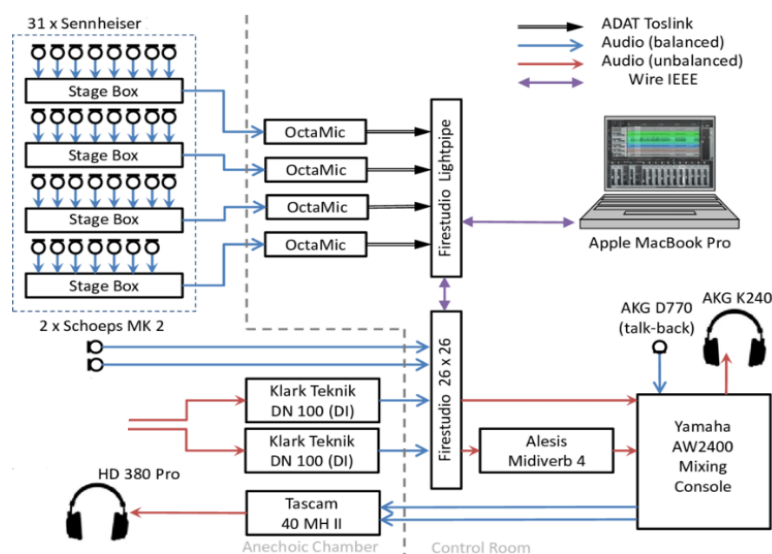 31 x Sennheiser
ADAT Toslink
Audio (balanced)
Audio (unbalanced)
Wire IEEE
Stage Box
Stage Box
Stage Box
Stage Box
OctaMic
OctaMic
OctaMic
OctaMic
Firestudio Lightpipe
Apple MacBook Pro
2 x Schoeps MK 2
AKG D770
(talk-back)
AKG K240
Klark Teknik
DN 100 (DI)
Klark Teknik
DN 100 (DI)
Firestudio 26 x 26
Alesis
Midiverb 4
Yamaha
AW2400
Mixing
Console
HD 380 Pro
Tascam
40 MH II
Anechoic Chamber
Control Room